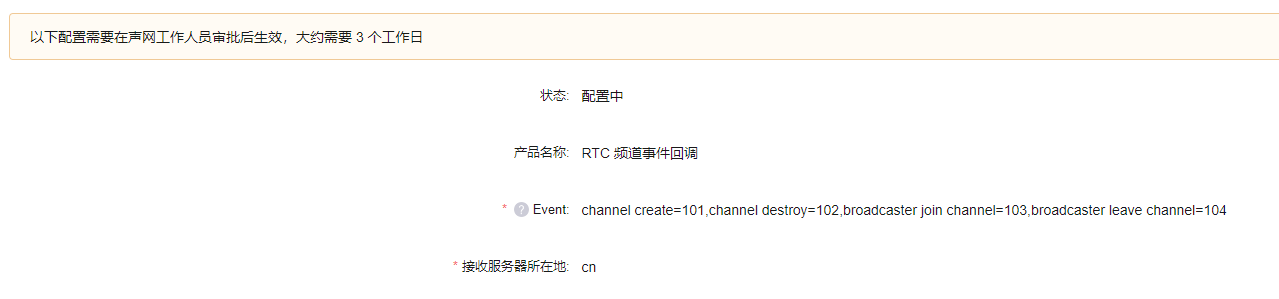 以下配置需要在声网工作人员审批后生效，大约需要 3 个工作日
状态: 配置中
产品名称: RTC 频道事件回调
* ? Event: channel create=101,channel destroy=102,broadcaster join channel=103,broadcaster leave channel=104
* 接收服务器所在地: cn